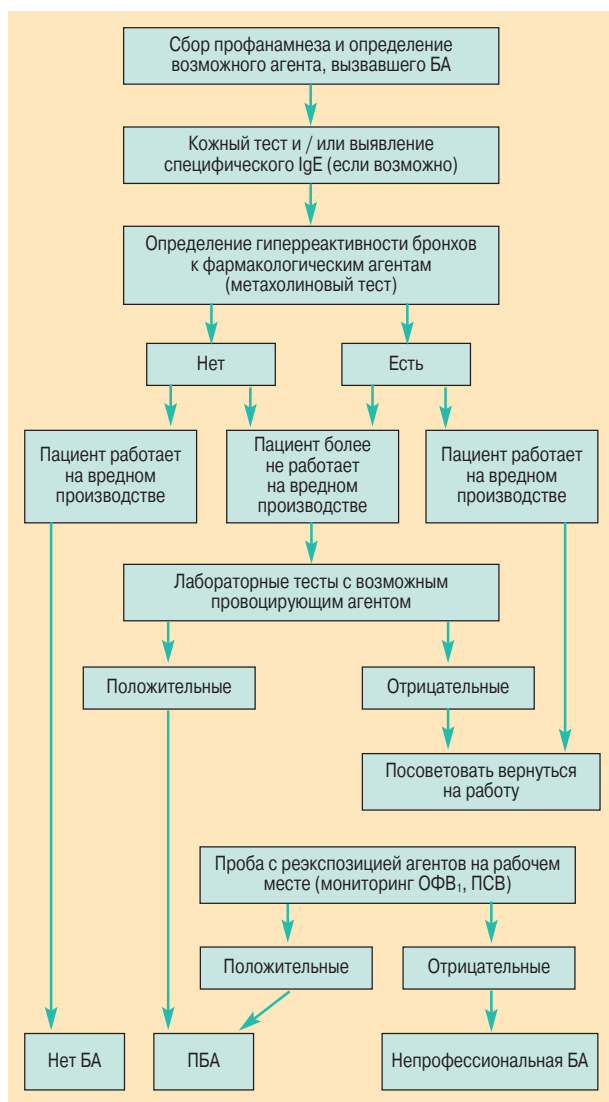 Сбор профанамнеза и определение
возможного агента, вызвавшего БА
Кожный тест и / или выявление
специфического IgE (если возможно)
Определение гиперреактивности бронхов
к фармакологическим агентам
(метахолиновый тест)
Нет
Есть
Пациент работает
на вредном
производстве
Пациент более
не работает
на вредном
производстве
Пациент работает
на вредном
производстве
Лабораторные тесты с возможным
провоцирующим агентом
Положительные
Отрицательные
Посоветовать вернуться
на работу
Проба с реэкспозицией агентов на рабочем
месте (мониторинг ОФВ₁, ПСВ)
Положительные
Отрицательные
Нет БА
ПБА
Непрофессиональная БА